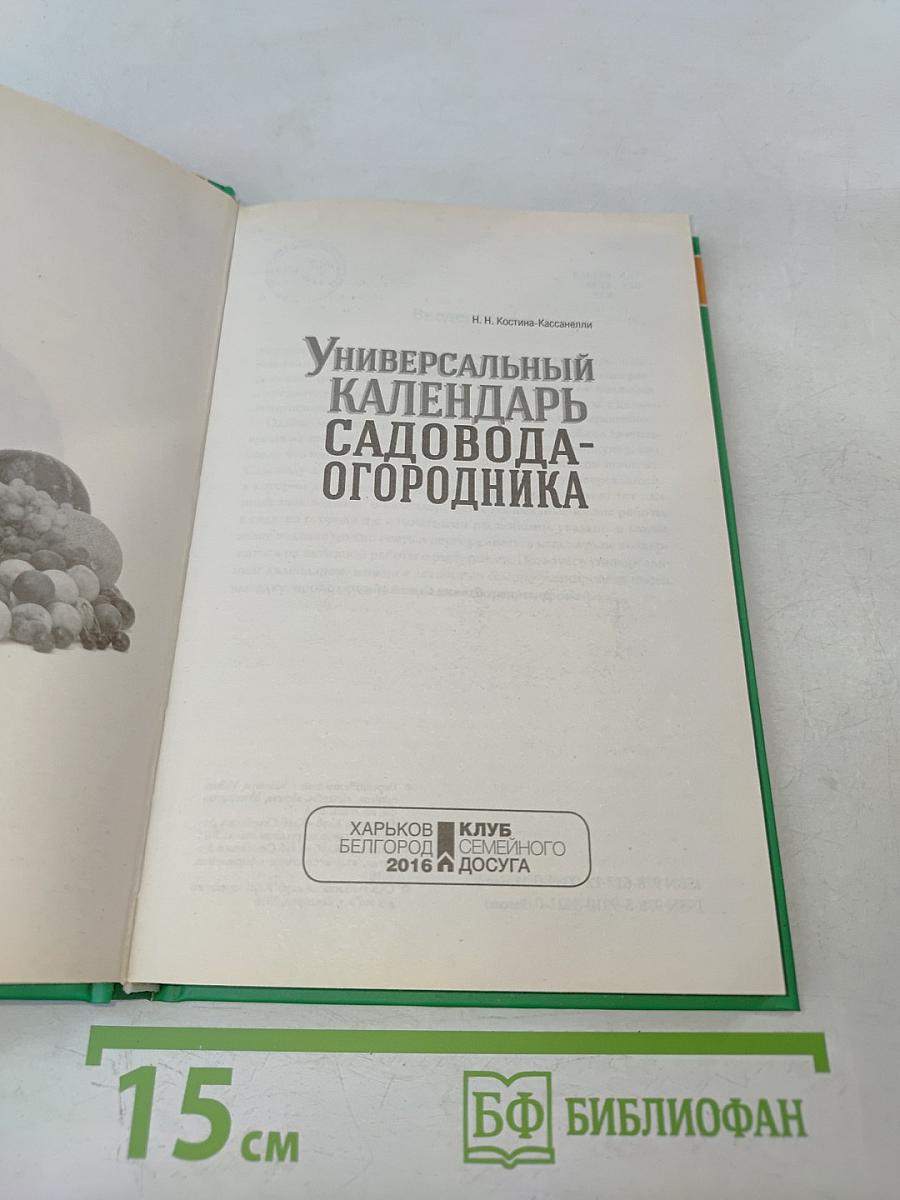 Н. Н. Костина-Кассанелли
Универсальный
КАЛЕНДАРЬ
САДОВОДА-
ОГОРОДНИКА
ХАРЬКОВ
БЕЛГОРОД
2016
КЛУБ
СЕМЕЙНОГО
ДОСУГА
15 см
БФ БИБЛИОФАН